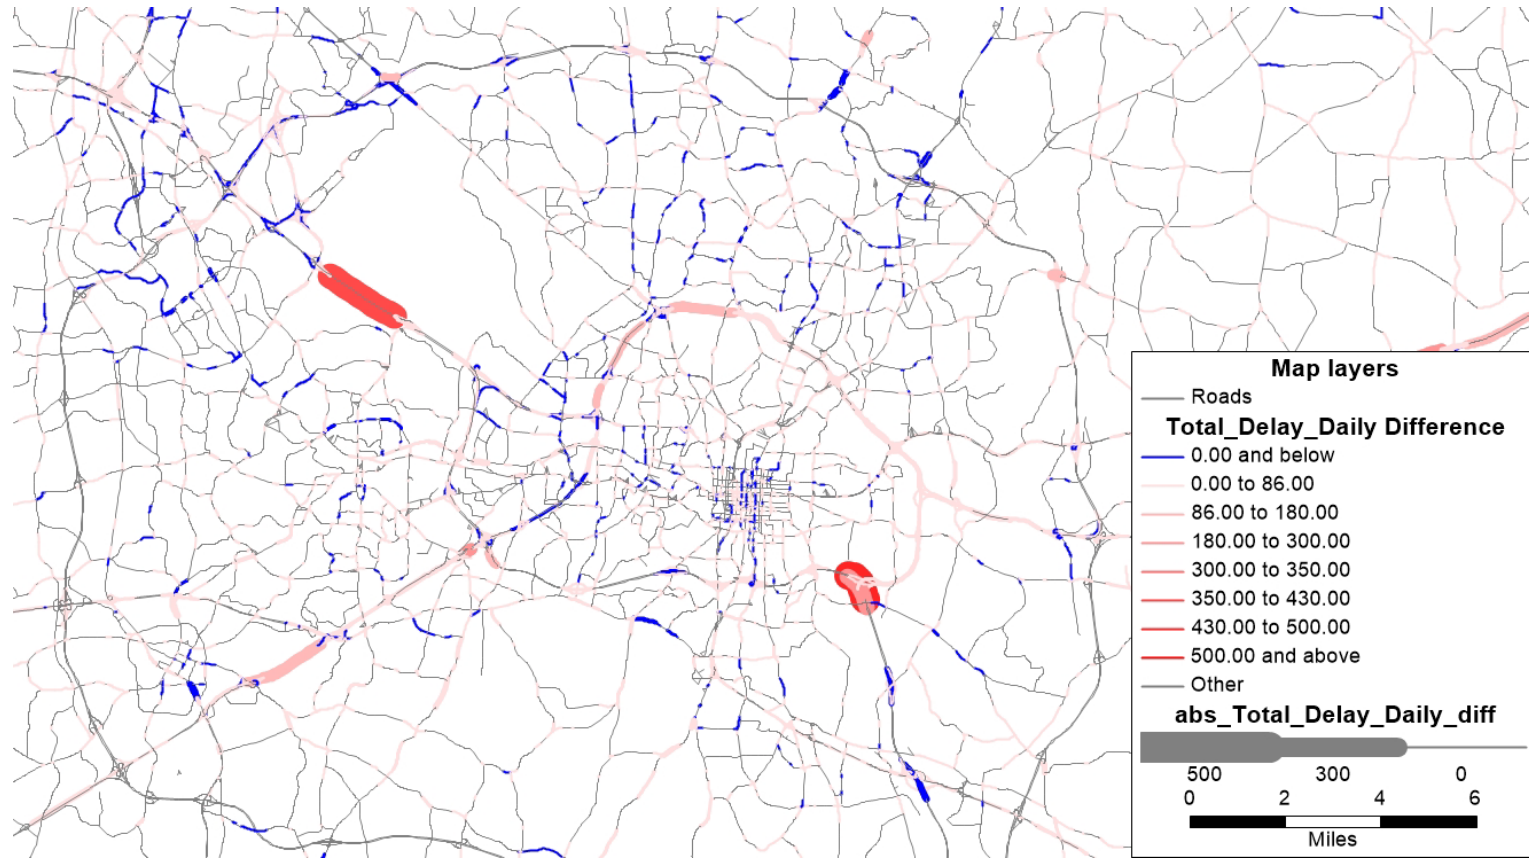 Map layers
Roads
Total_Delay_Daily Difference
0.00 and below
0.00 to 86.00
86.00 to 180.00
180.00 to 300.00
300.00 to 350.00
350.00 to 430.00
430.00 to 500.00
500.00 and above
Other
abs_Total_Delay_Daily_diff
500 300 0
0 2 4 6
Miles